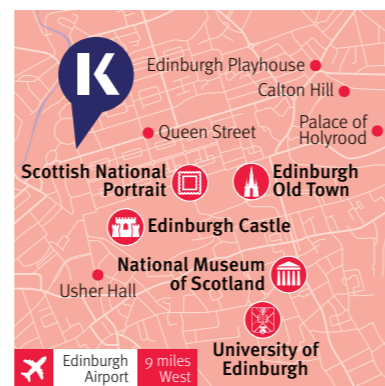 K
Edinburgh Playhouse
Calton Hill
Palace of
Holyrood
Queen Street
Scottish National
Portrait
Edinburgh
Old Town
Edinburgh Castle
National Museum
of Scotland
Usher Hall
University of
Edinburgh
Edinburgh
Airport
9 miles
West